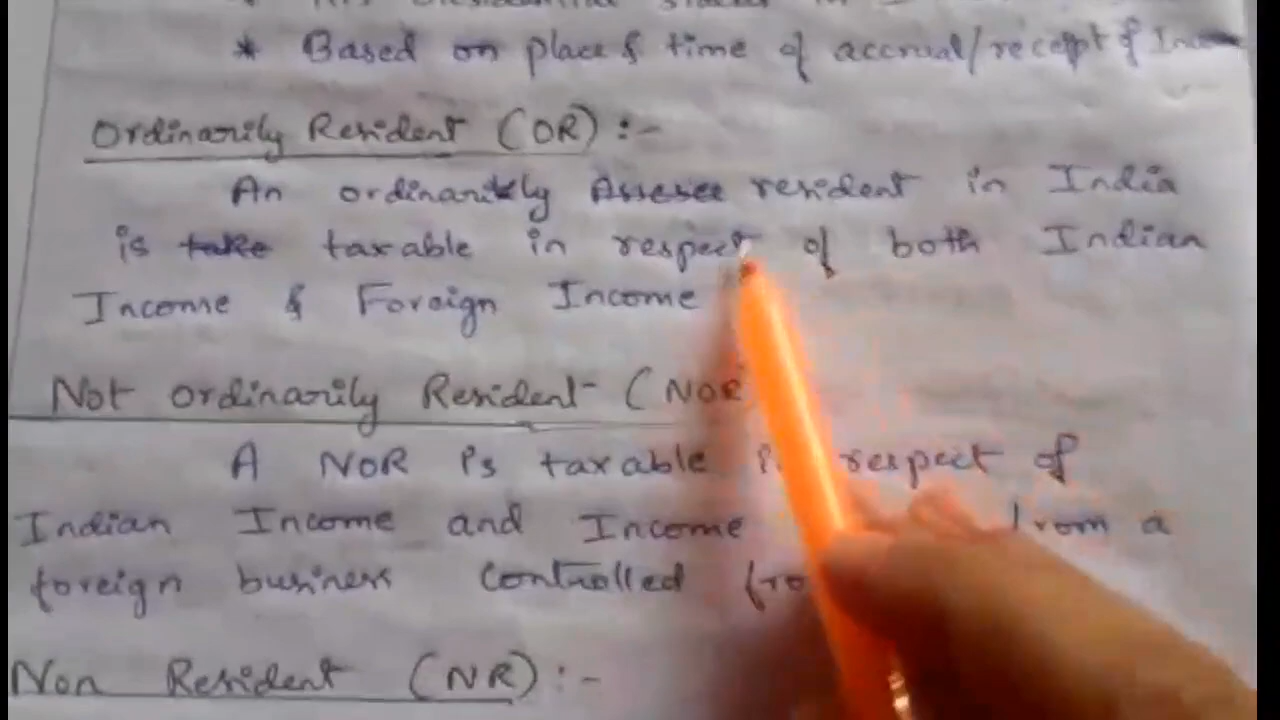 * Based on place & time of accrual/receipt of
Ordinarily Resident (OR) :-
An ordinarily Assesee resident in India
is take taxable in respect of both Indian
Income & Foreign Income
Not Ordinarily Resident (NOR
A NOR is taxable respect of
Indian Income and Income from a
foreign business controlled
Non Resident (NR) :-